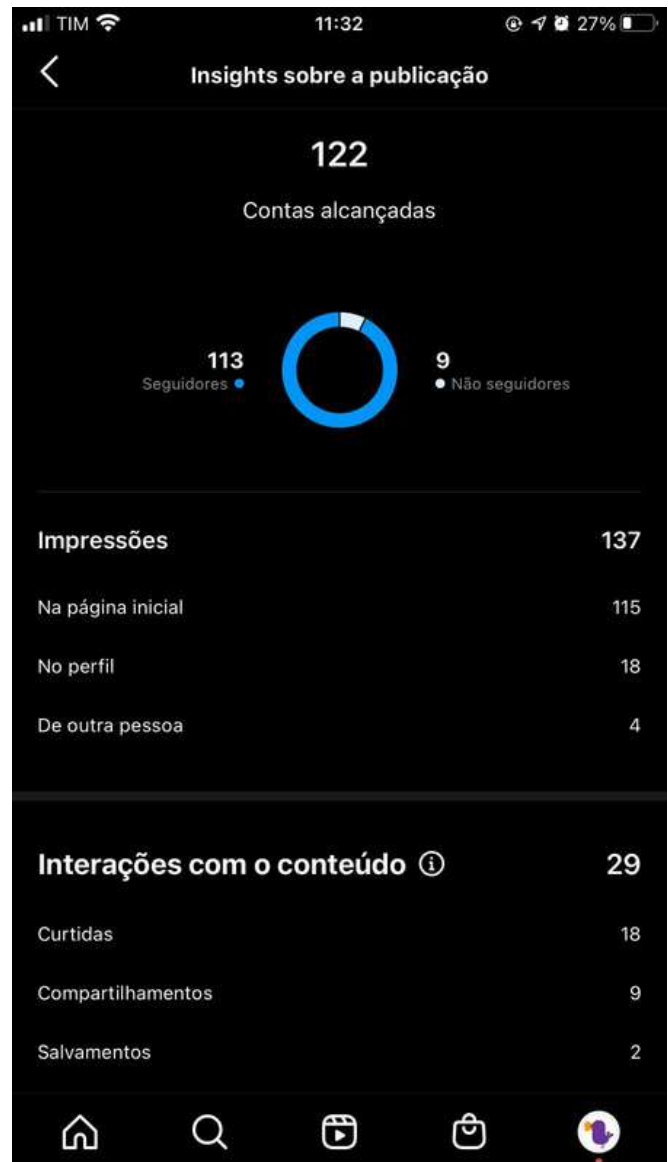 TIM 11:32 27%
Insights sobre a publicação
122
Contas alcançadas
113 9
Seguidores Não seguidores
Impressões 137
Na página inicial 115
No perfil 18
De outra pessoa 4
Interações com o conteúdo 29
Curtidas 18
Compartilhamentos 9
Salvamentos 2